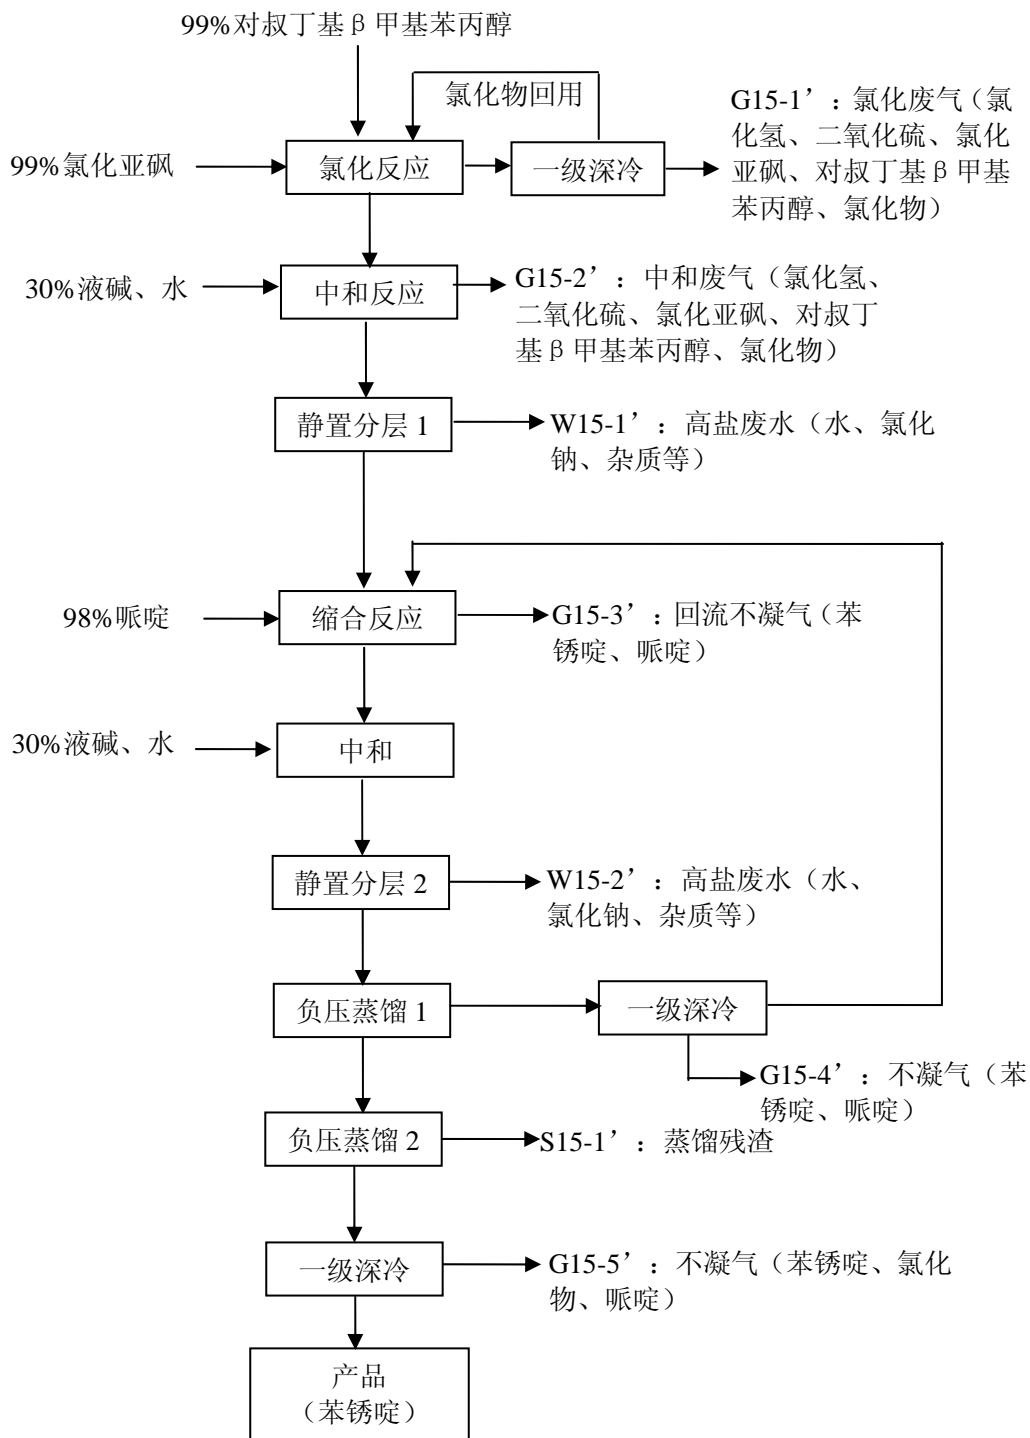 99%对叔丁基β甲基苯丙醇
氯化物回用
G15-1’：氯化废气（氯
化氢、二氧化硫、氯化
亚砜、对叔丁基β甲基
苯丙醇、氯化物）
99%氯化亚砜
氯化反应
一级深冷
30%液碱、水
中和反应
G15-2’：中和废气（氯化氢、
二氧化硫、氯化亚砜、对叔丁
基β甲基苯丙醇、氯化物）
静置分层 1
W15-1’：高盐废水（水、氯化
钠、杂质等）
98%哌啶
缩合反应
G15-3’：回流不凝气（苯
锈啶、哌啶）
30%液碱、水
中和
静置分层 2
W15-2’：高盐废水（水、
氯化钠、杂质等）
负压蒸馏 1
一级深冷
G15-4’：不凝气（苯
锈啶、哌啶）
负压蒸馏 2
S15-1’：蒸馏残渣
一级深冷
G15-5’：不凝气（苯锈啶、氯化
物、哌啶）
产品
（苯锈啶）